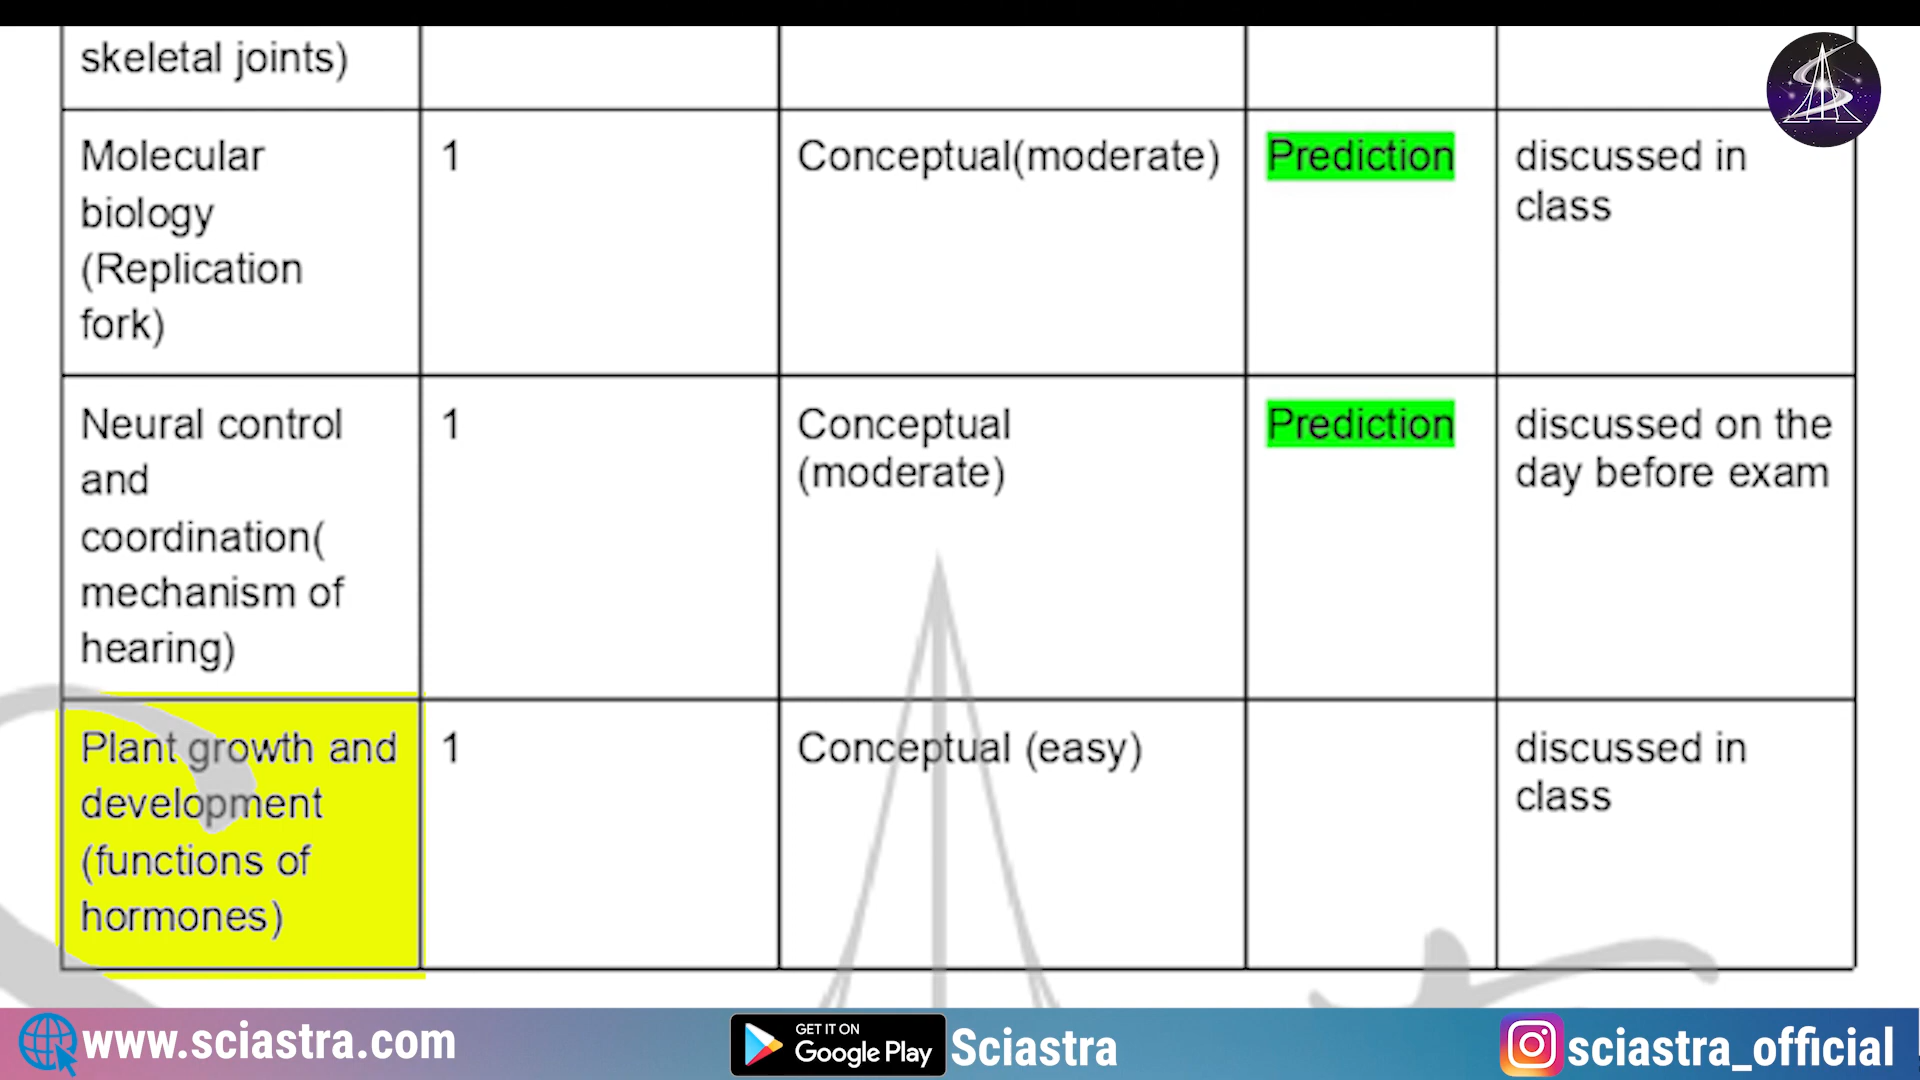 skeletal joints)
Molecular
biology
(Replication
fork)
1
Conceptual(moderate)
Prediction
discussed in
class
Neural control
and
coordination(
mechanism of
hearing)
1
Conceptual
(moderate)
Prediction
discussed on the
day before exam
Plant growth and
development
(functions of
hormones)
1
Conceptual (easy)
discussed in
class
www.sciastra.com
GET IT ON
Google Play
Sciastra
sciastra_official